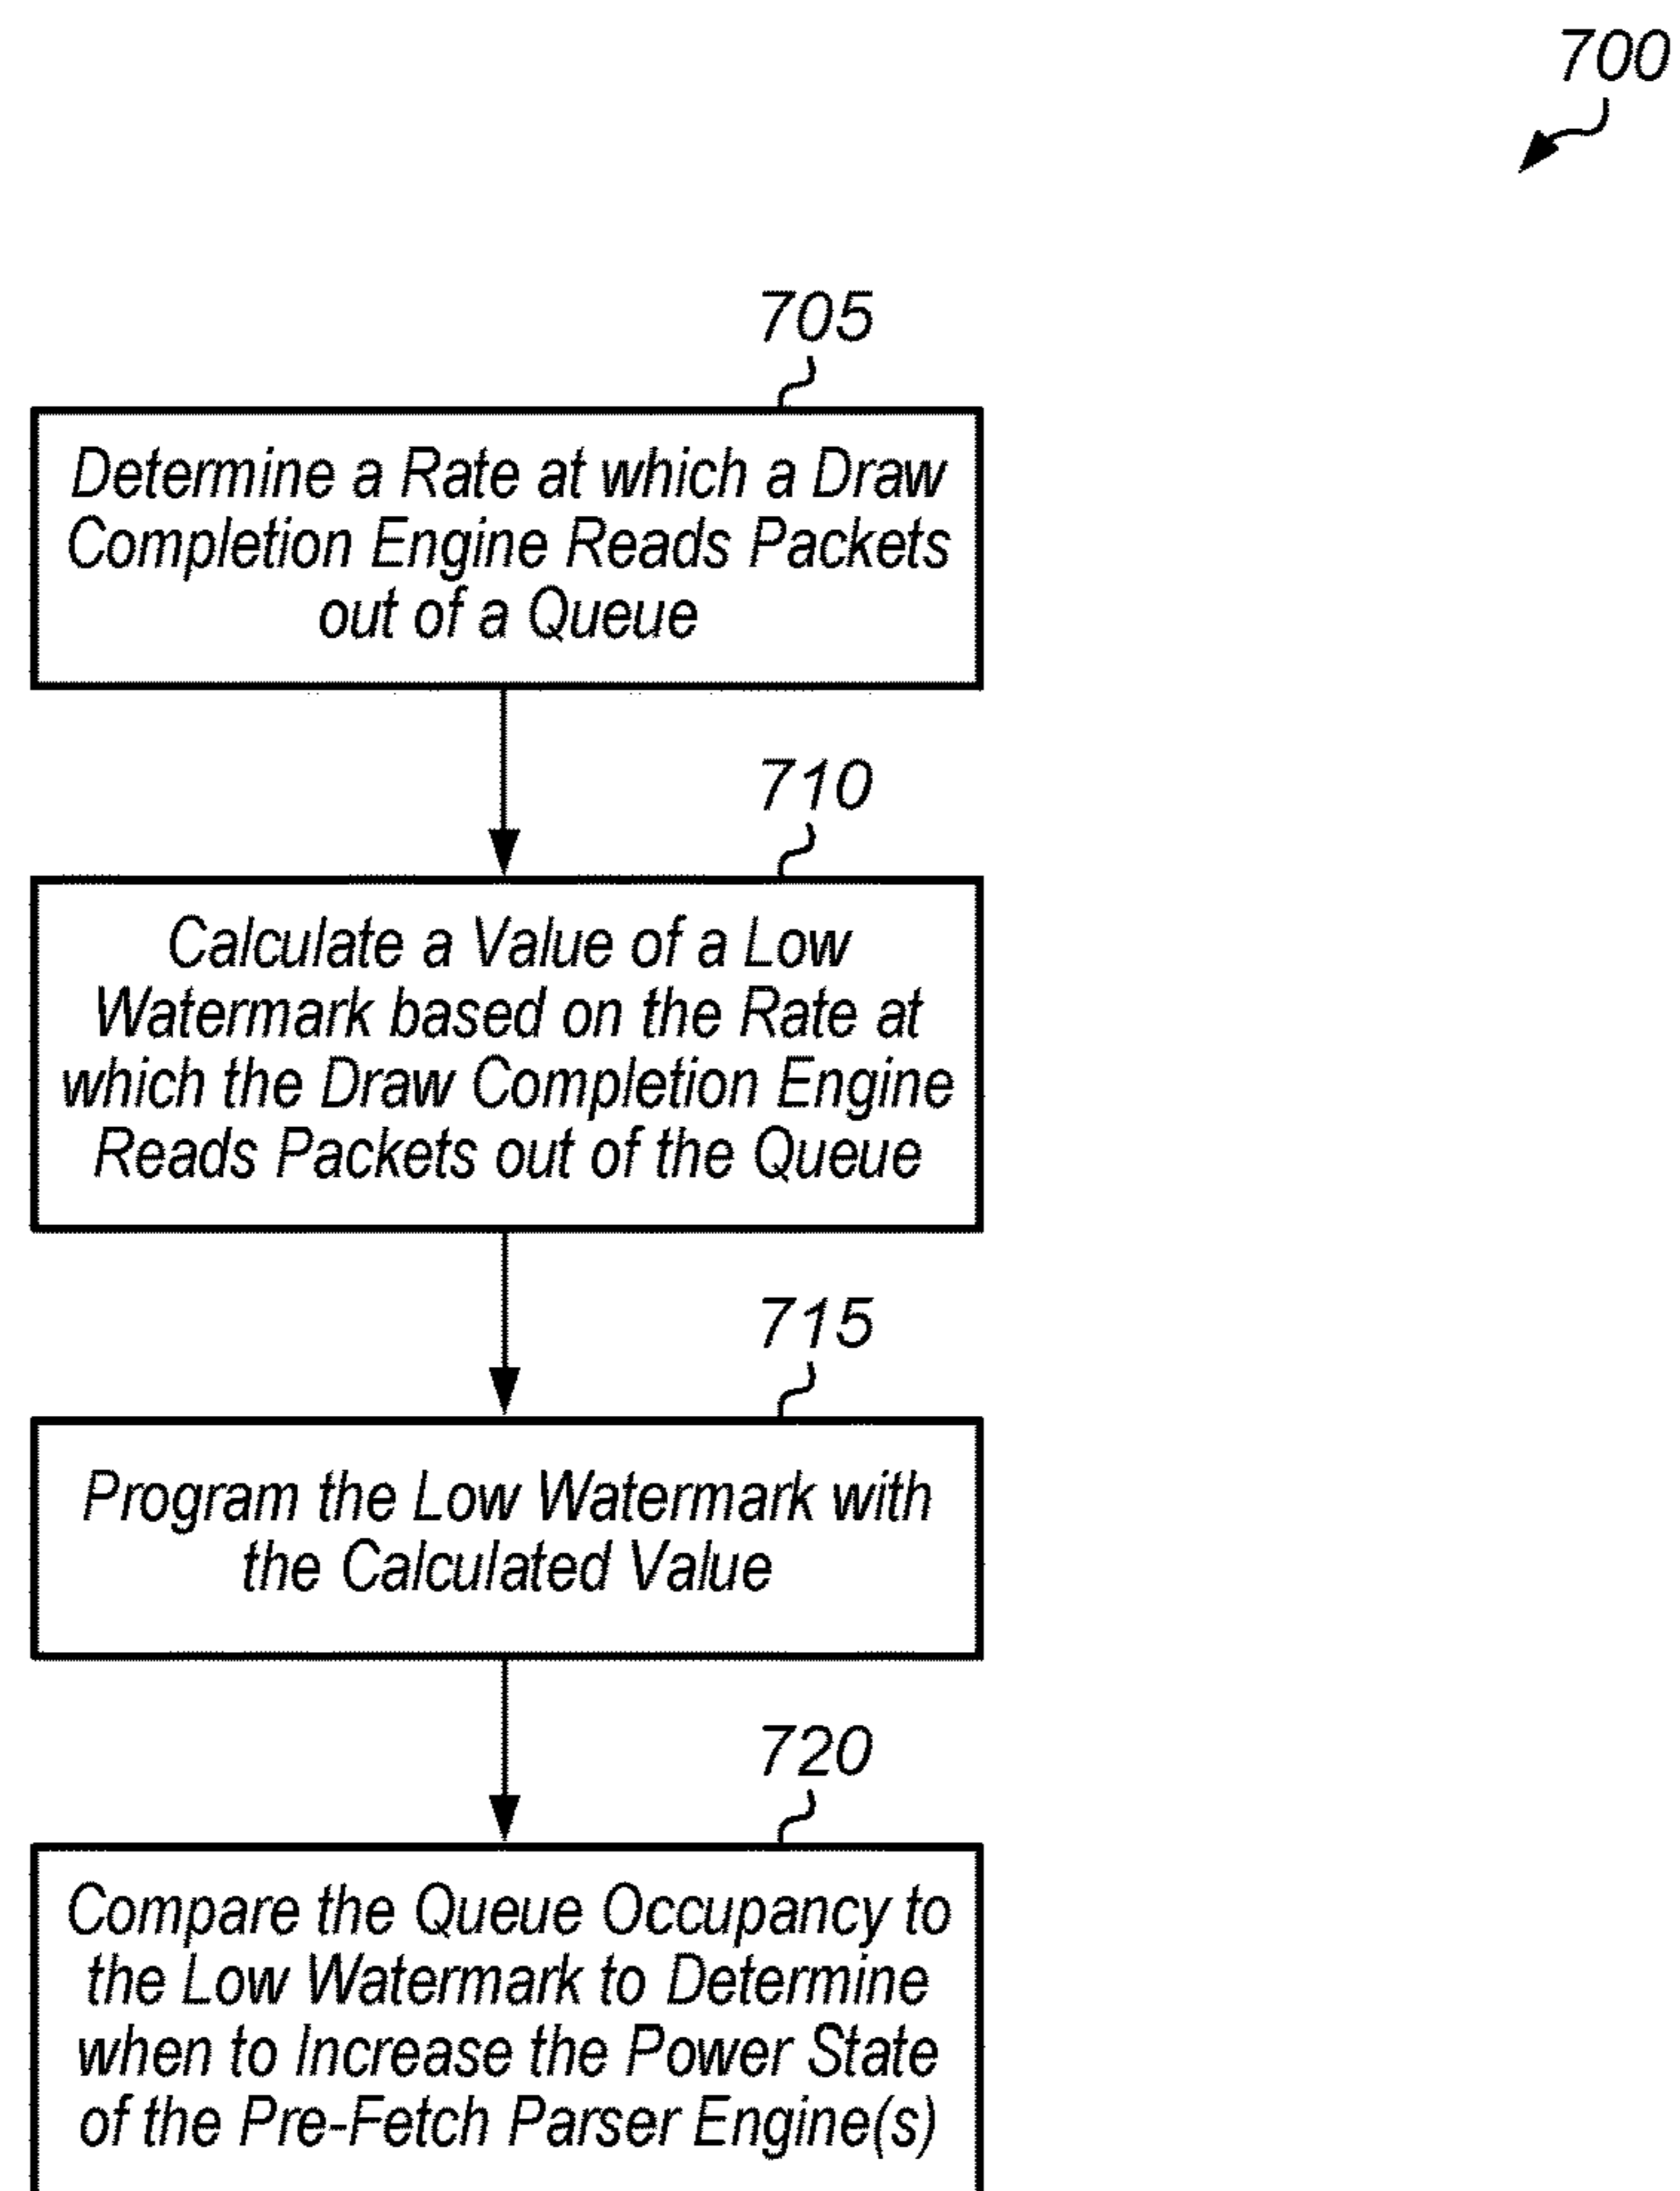 700
705
Determine a Rate at which a Draw
Completion Engine Reads Packets
out of a Queue
710
Calculate a Value of a Low
Watermark based on the Rate at
which the Draw Completion Engine
Reads Packets out of the Queue
715
Program the Low Watermark with
the Calculated Value
720
Compare the Queue Occupancy to
the Low Watermark to Determine
when to Increase the Power State
of the Pre-Fetch Parser Engine(s)